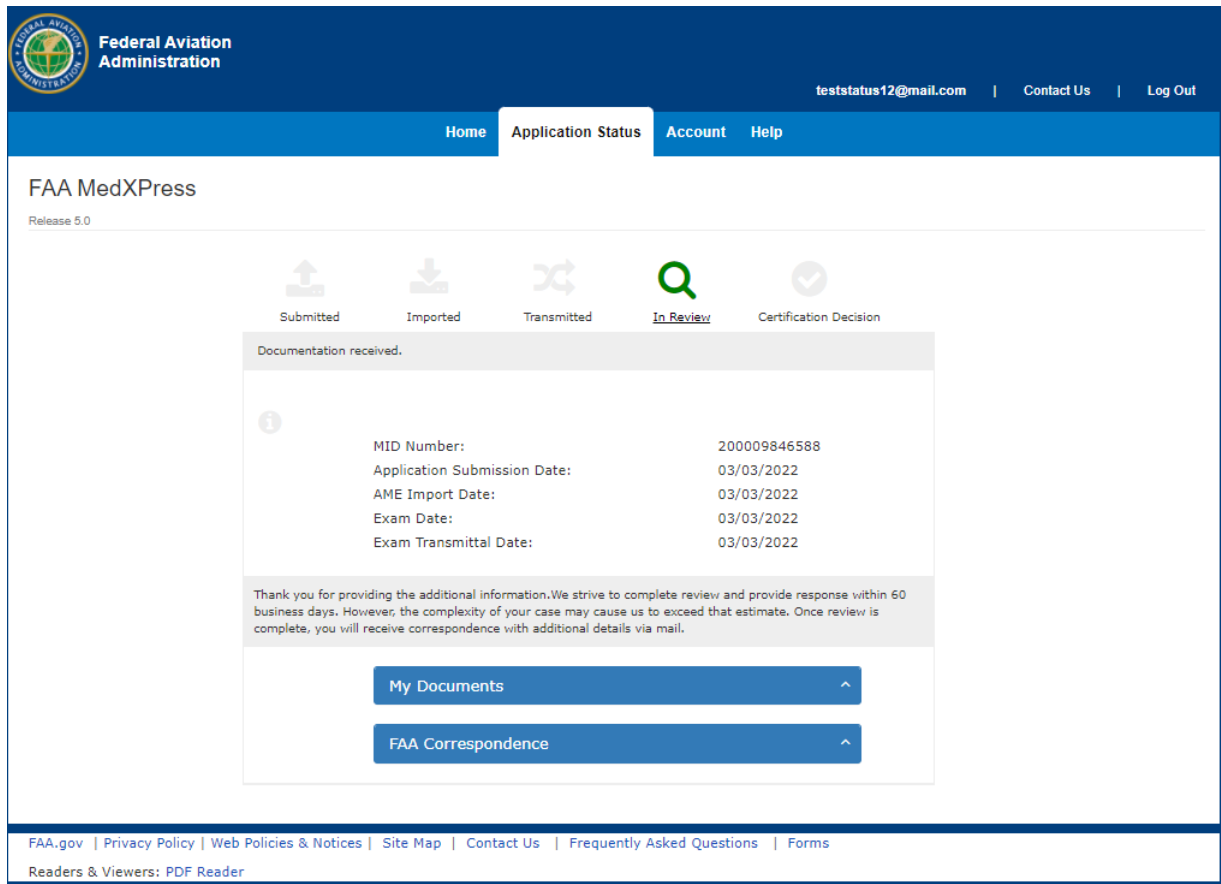 FEDERAL AVIATION ADMINISTRATION
Federal Aviation
Administration
teststatus12@mail.com | Contact Us | Log Out
Home Application Status Account Help
FAA MedXPress
Release 5.0
Submitted Imported Transmitted In Review Certification Decision
Documentation received.
MID Number: 200009846588
Application Submission Date: 03/03/2022
AME Import Date: 03/03/2022
Exam Date: 03/03/2022
Exam Transmittal Date: 03/03/2022
Thank you for providing the additional information.We strive to complete review and provide response within 60
business days. However, the complexity of your case may cause us to exceed that estimate. Once review is
complete, you will receive correspondence with additional details via mail.
My Documents
FAA Correspondence
FAA.gov | Privacy Policy | Web Policies & Notices | Site Map | Contact Us | Frequently Asked Questions | Forms
Readers & Viewers: PDF Reader